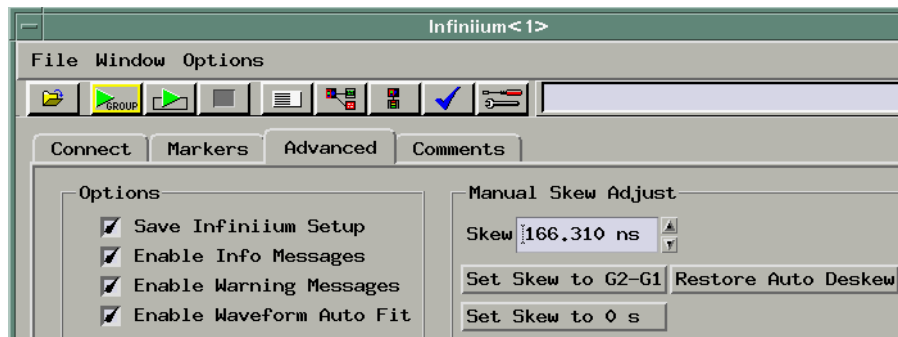 Infiniium<1>
File Window Options
GROUP
Connect Markers Advanced Comments
Options
Manual Skew Adjust
Save Infiniium Setup
Skew 166.310 ns
Enable Info Messages
Set Skew to G2-G1 Restore Auto Deskew
Enable Warning Messages
Enable Waveform Auto Fit
Set Skew to 0 s